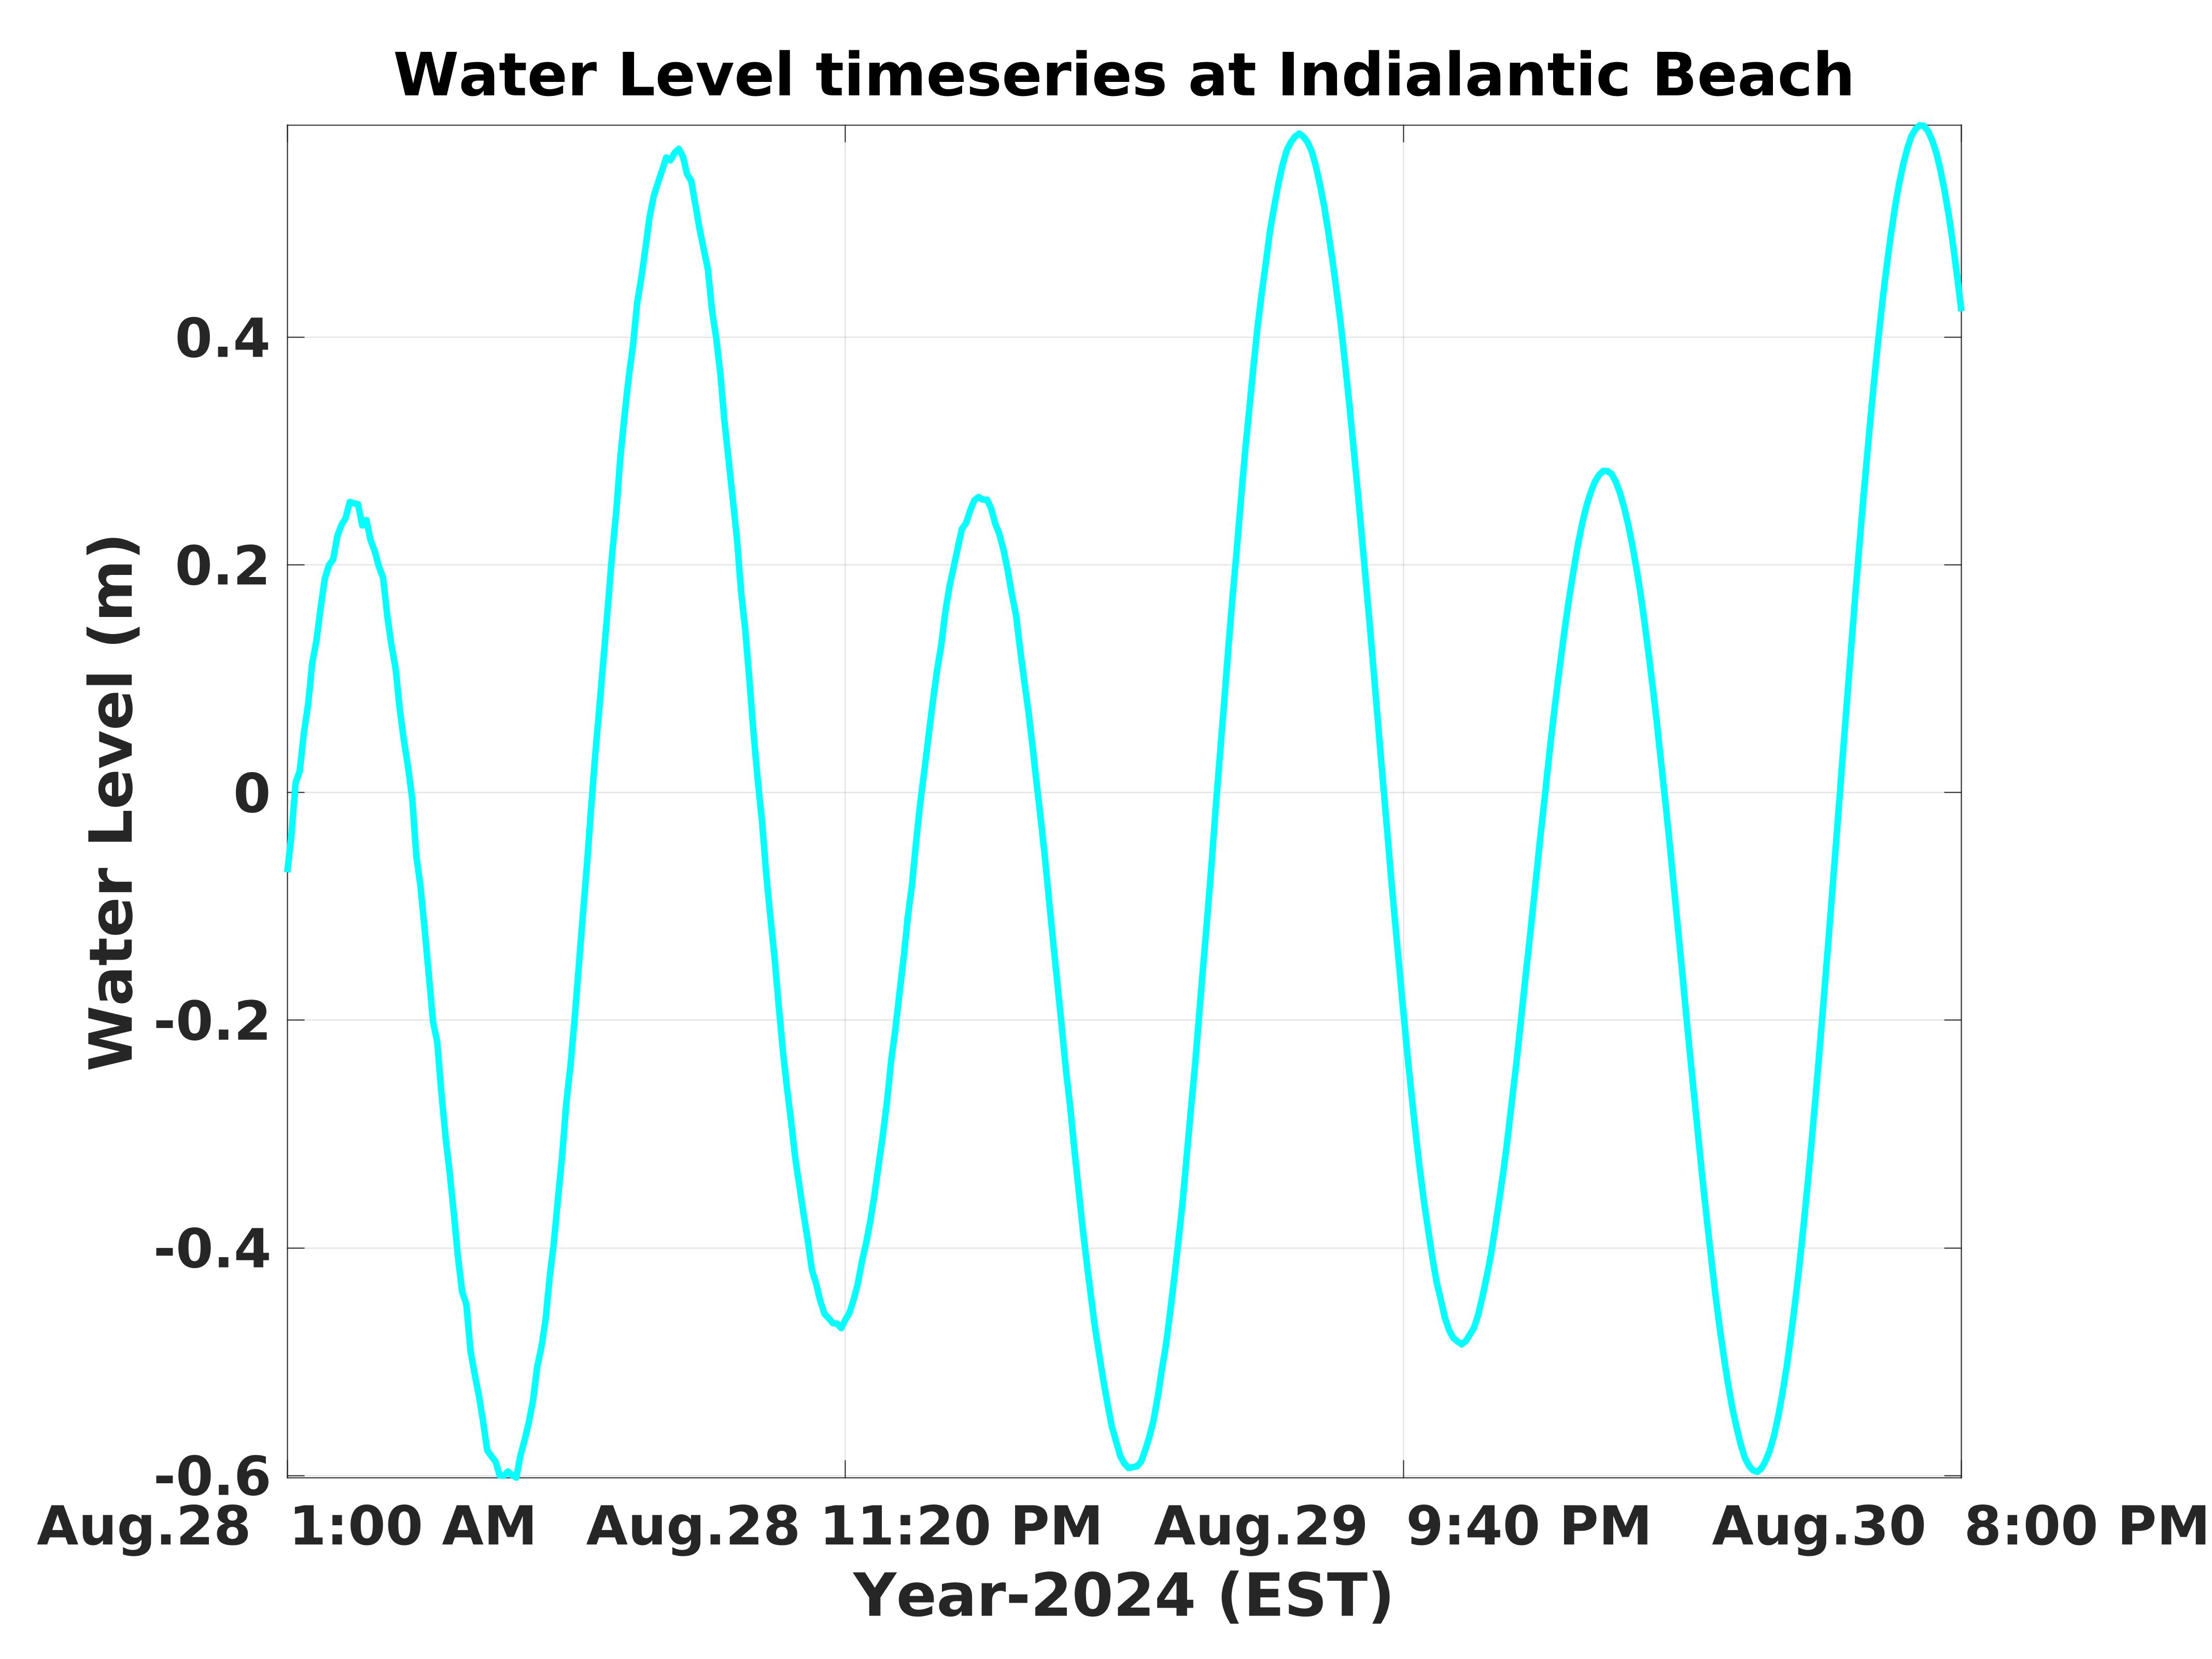 Water Level timeseries at Indialantic Beach
Water Level (m)
0.4
0.2
0
-0.2
-0.4
-0.6
Aug.28 1:00 AM Aug.28 11:20 PM Aug.29 9:40 PM Aug.30 8:00 PM
Year-2024 (EST)